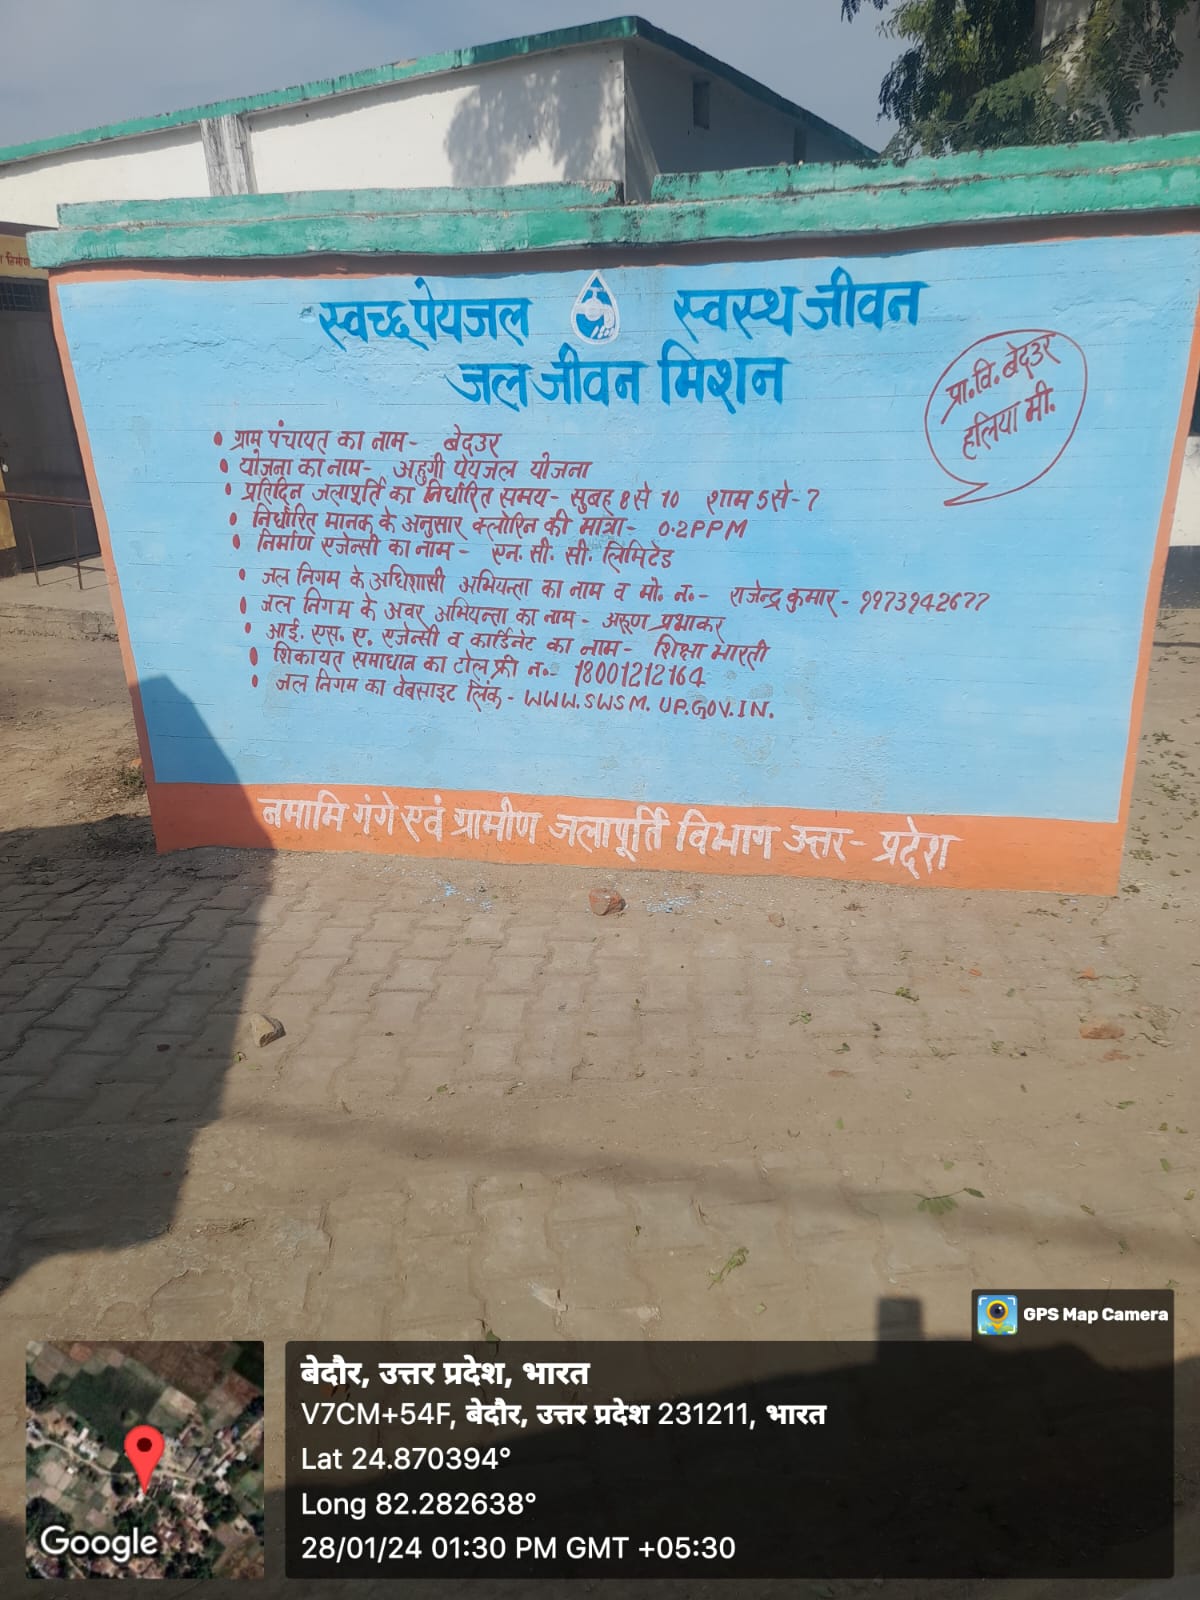 स्वच्छ पेयजल स्वस्थ जीवन
जल जीवन मिशन
प्रा. वि. बेदउर
हलिया मी.
• ग्राम पंचायत का नाम- बेदउर
• योजना का नाम- अहुगी पेयजल योजना
• प्रतिदिन जलापूर्ति का निर्धारित समय- सुबह 8 से 10 शाम 5 से-7
• निर्धारित मानक के अनुसार क्लोरिन की मात्रा- 0.2PPM
• निर्माण एजेन्सी का नाम- एन. सी. सी. लिमिटेड
• जल निगम के अधिशासी अभियन्ता का नाम व मो. न.- राजेन्द्र कुमार-
• जल निगम के अवर अभियन्ता का नाम- अरूण प्रभाकर
• आई. एस. ए. एजेन्सी व कार्डिनेट का नाम- शिक्षा भारती
• शिकायत समाधान का टोल फ्री न.- 18001212164
• जल निगम का वेबसाइट लिंक- WWW.SWSM.UP.GOV.IN.
नमामि गंगे एवं ग्रामीण जलापूर्ति विभाग उत्तर-प्रदेश
GPS Map Camera
बेदौर, उत्तर प्रदेश, भारत
V7CM+54F, बेदौर, उत्तर प्रदेश 231211, भारत
Lat 24.870394°
Long 82.282638°
28/01/24 01:30 PM GMT +05:30
Google